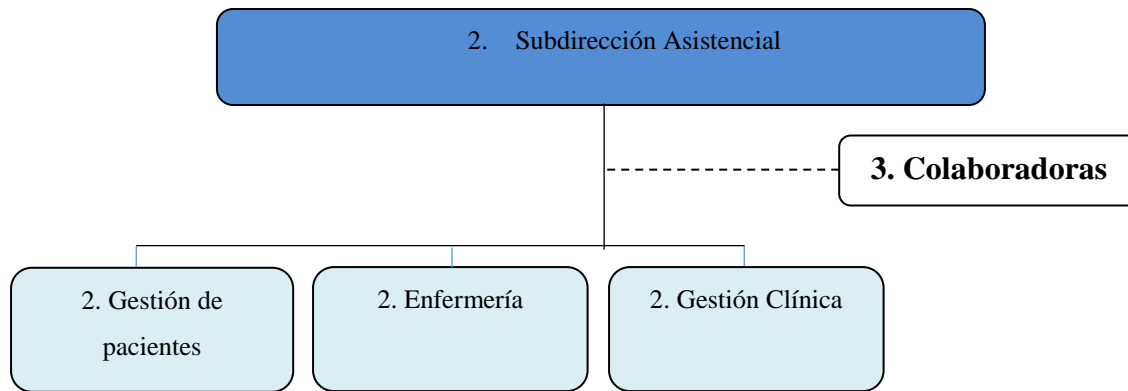 2. Subdirección Asistencial
3. Colaboradoras
2. Gestión de
pacientes
2. Enfermería
2. Gestión Clínica